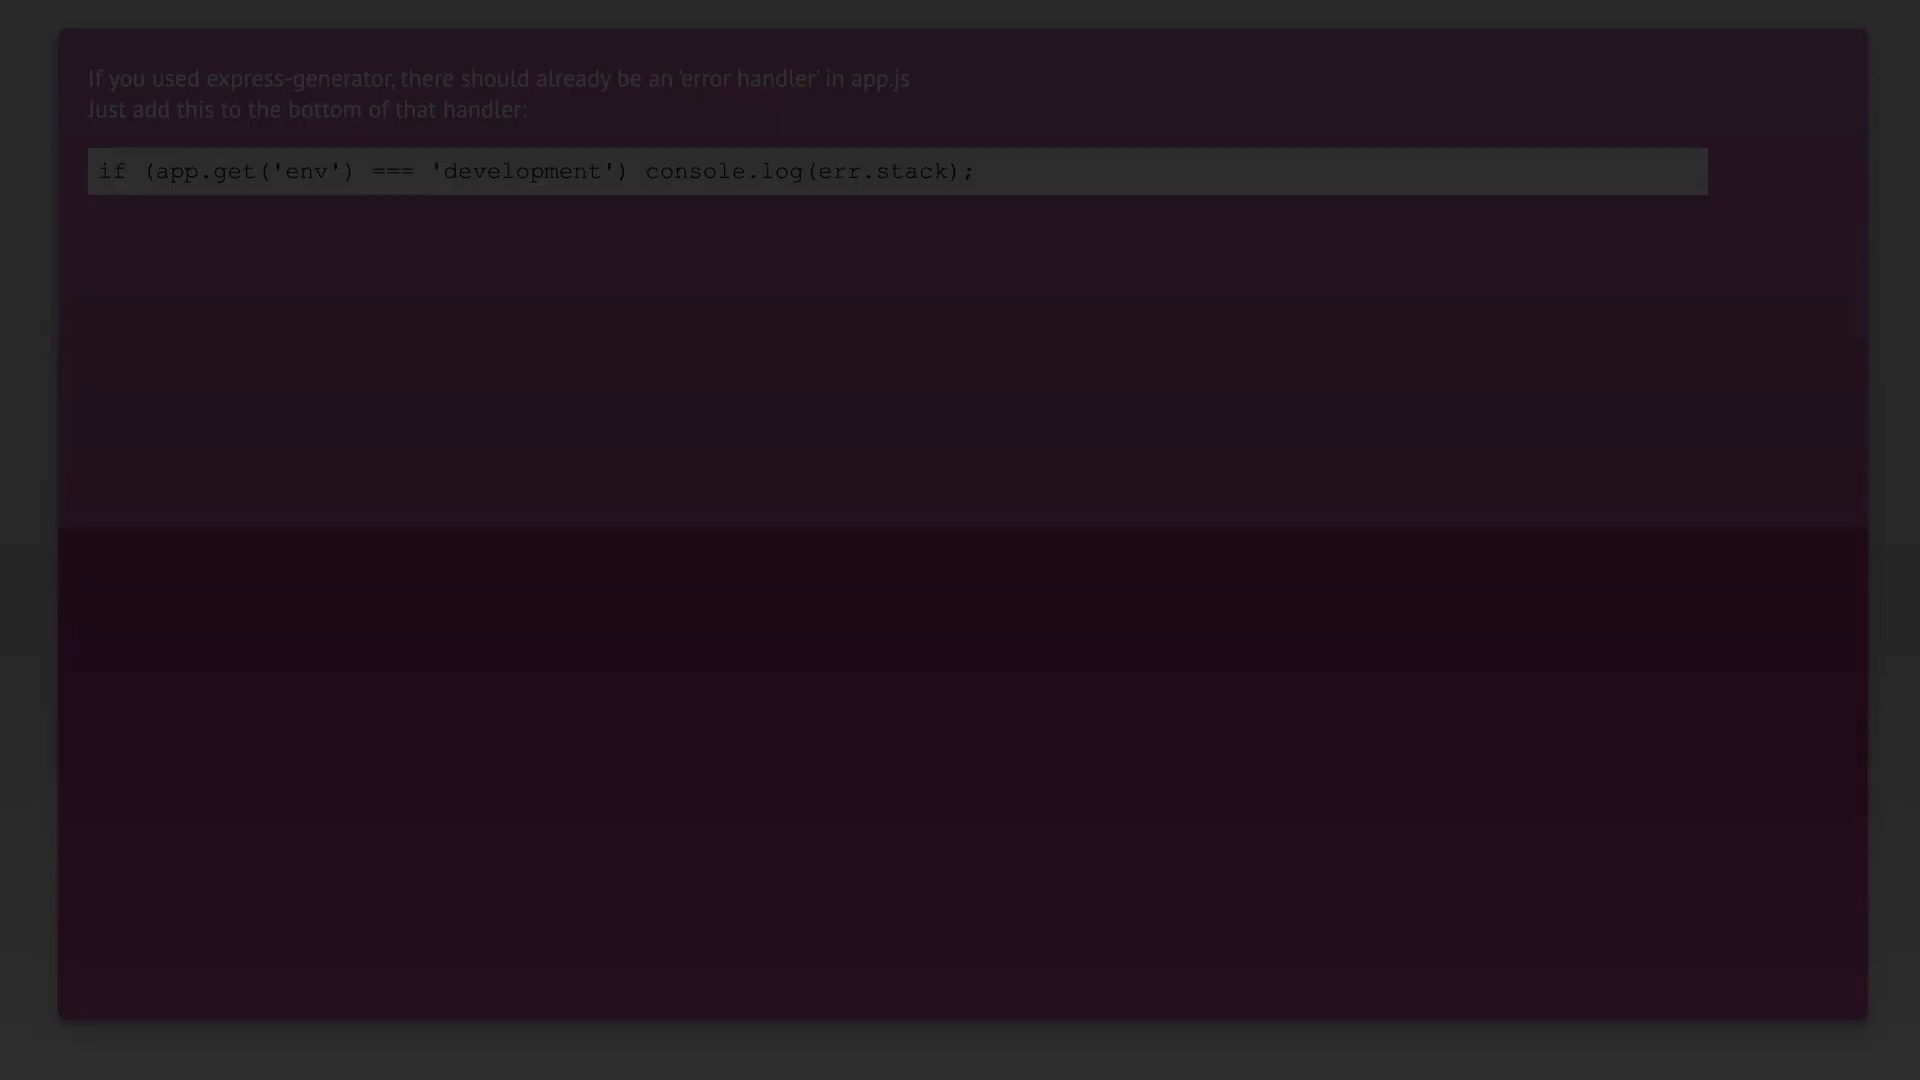 If you used express-generator, there should already be an 'error handler' in app.js
Just add this to the bottom of that handler:
if (app.get('env') === 'development') console.log(err.stack);